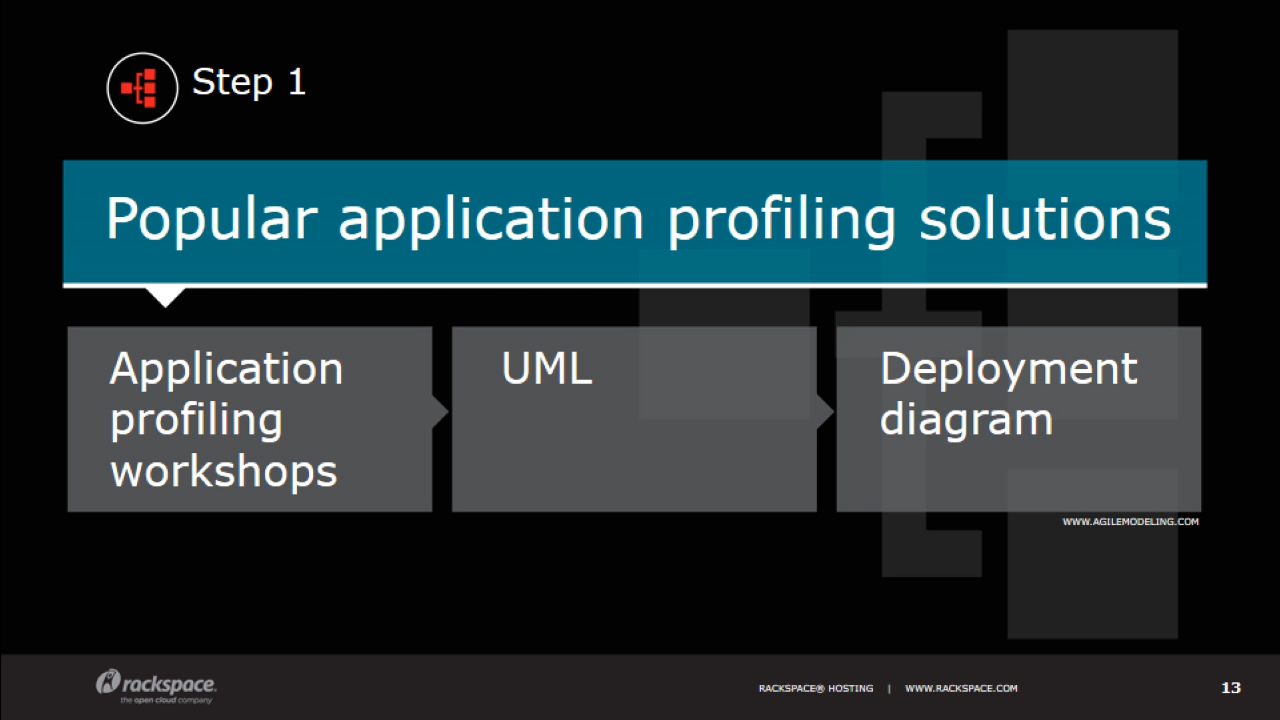 Step 1
Popular application profiling solutions
Application
profiling
workshops
UML
Deployment
diagram
WWW.AGILEMODELING.COM
rackspace.
the open cloud company
RACKSPACE® HOSTING | WWW.RACKSPACE.COM
13